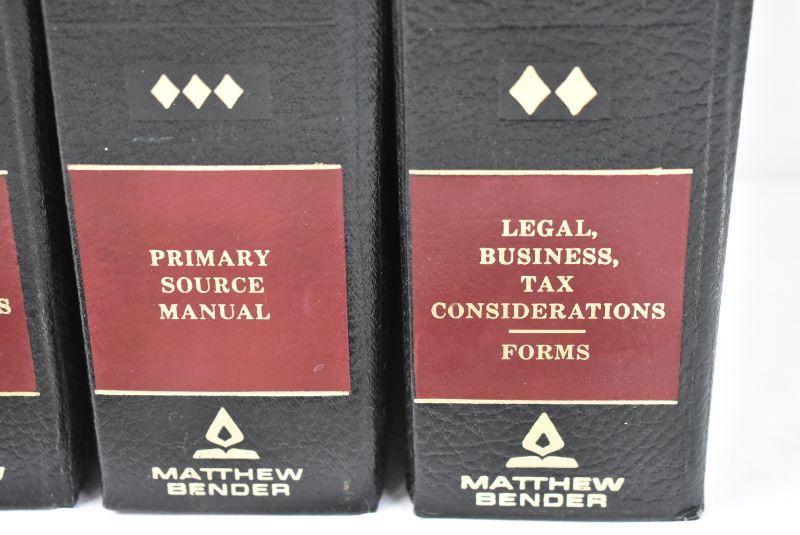 S
PRIMARY
SOURCE
MANUAL
MATTHEW
BENDER
LEGAL,
BUSINESS,
TAX
CONSIDERATIONS
FORMS
MATTHEW
BENDER